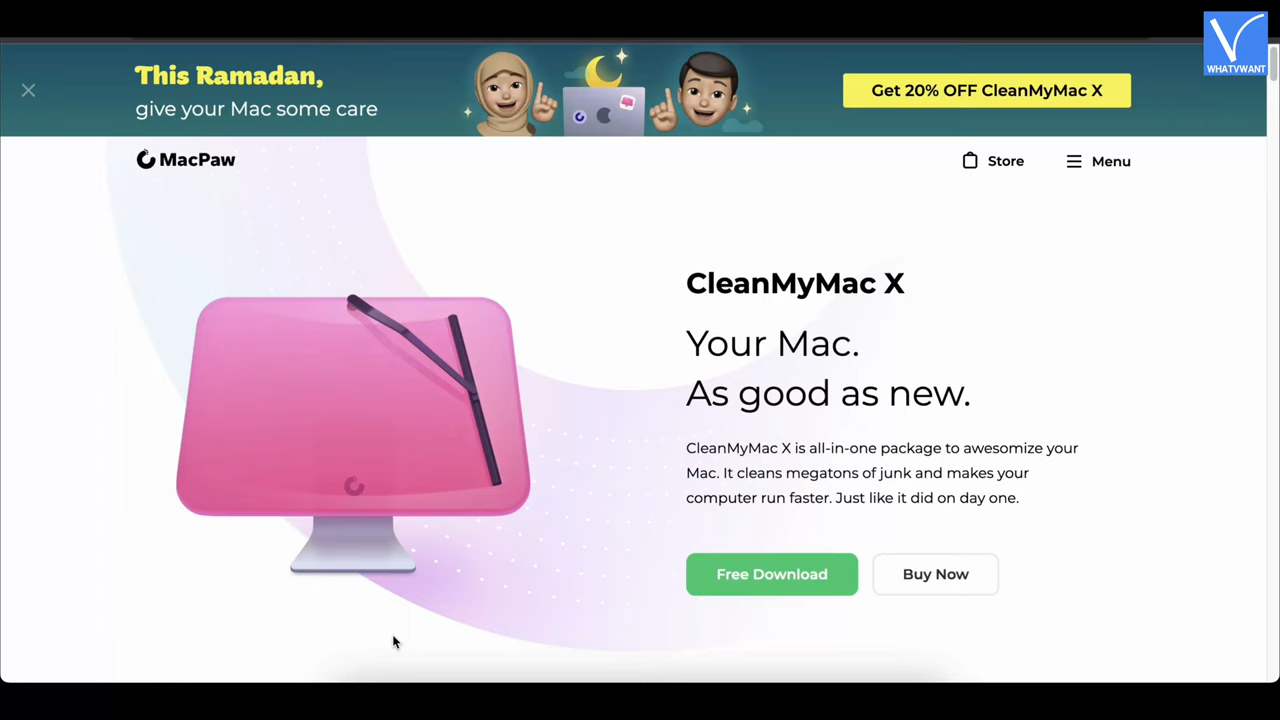 WHATVWANT
This Ramadan,
give your Mac some care
Get 20% OFF CleanMyMac X
MacPaw
Store
Menu
CleanMyMac X
Your Mac.
As good as new.
CleanMyMac X is all-in-one package to awesomize your
Mac. It cleans megatons of junk and makes your
computer run faster. Just like it did on day one.
Free Download
Buy Now